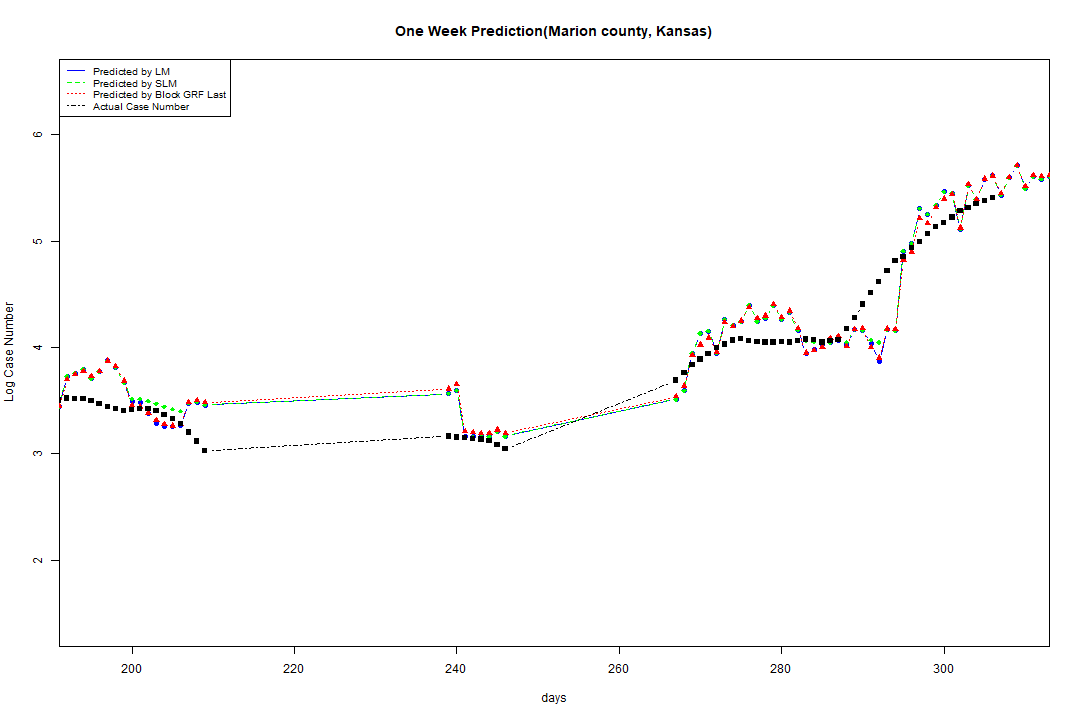 One Week Prediction(Marion county, Kansas)
Predicted by LM
Predicted by SLM
Predicted by Block GRF Last
Actual Case Number
6
5
4
3
2
Log Case Number
200 220 240 260 280 300
days